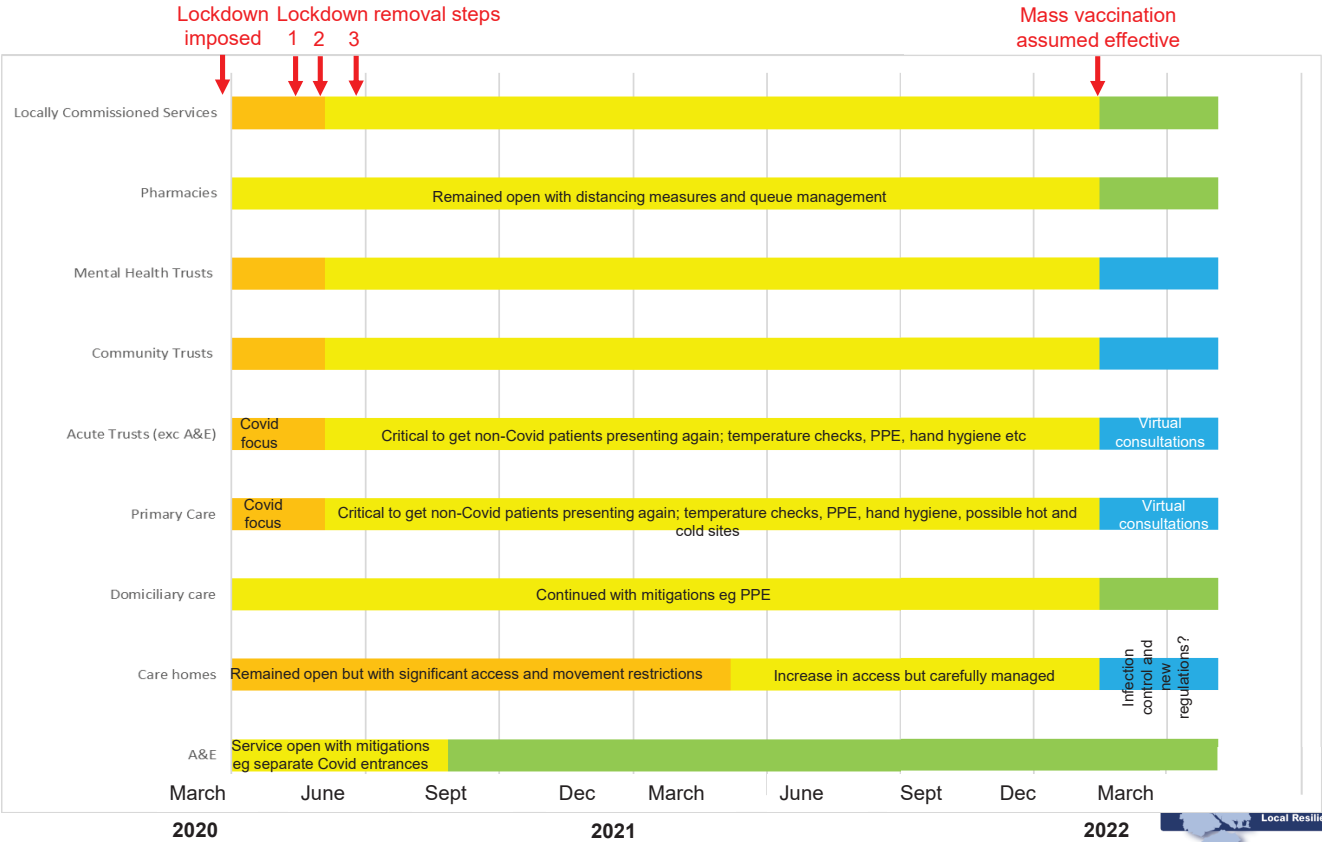 Lockdown imposed
Lockdown removal steps
1 2 3
Mass vaccination
assumed effective
Locally Commissioned Services
Pharmacies
Remained open with distancing measures and queue management
Mental Health Trusts
Community Trusts
Acute Trusts (exc A&E)
Covid
focus
Critical to get non-Covid patients presenting again; temperature checks, PPE, hand hygiene etc
Virtual
consultations
Primary Care
Covid
focus
Critical to get non-Covid patients presenting again; temperature checks, PPE, hand hygiene, possible hot and
cold sites
Virtual
consultations
Domiciliary care
Continued with mitigations eg PPE
Care homes
Remained open but with significant access and movement restrictions
Increase in access but carefully managed
Infection
control and
new
regulations?
A&E
Service open with mitigations
eg separate Covid entrances
March June Sept Dec March June Sept Dec March
2020 2021 2022
Local